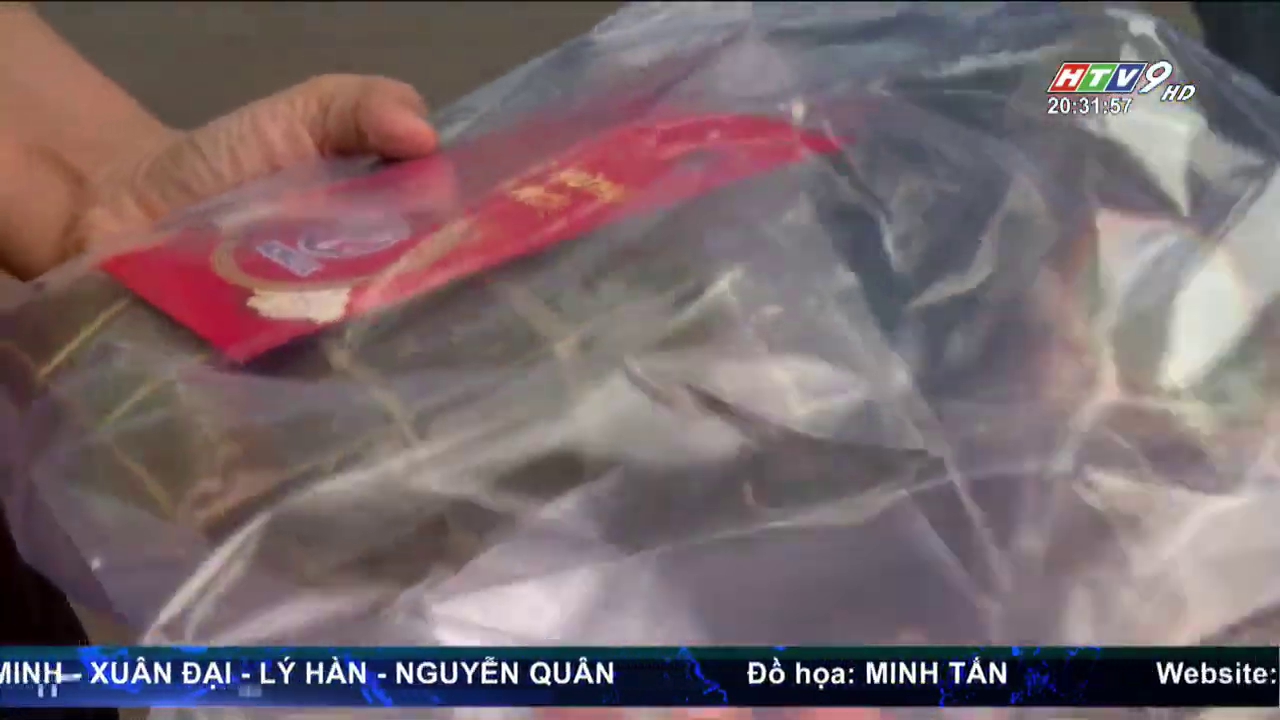 HTV9 HD
20:31:57
MINH - XUÂN ĐẠI - LÝ HÀN - NGUYỄN QUÂN Đồ họa: MINH TẤN Website: